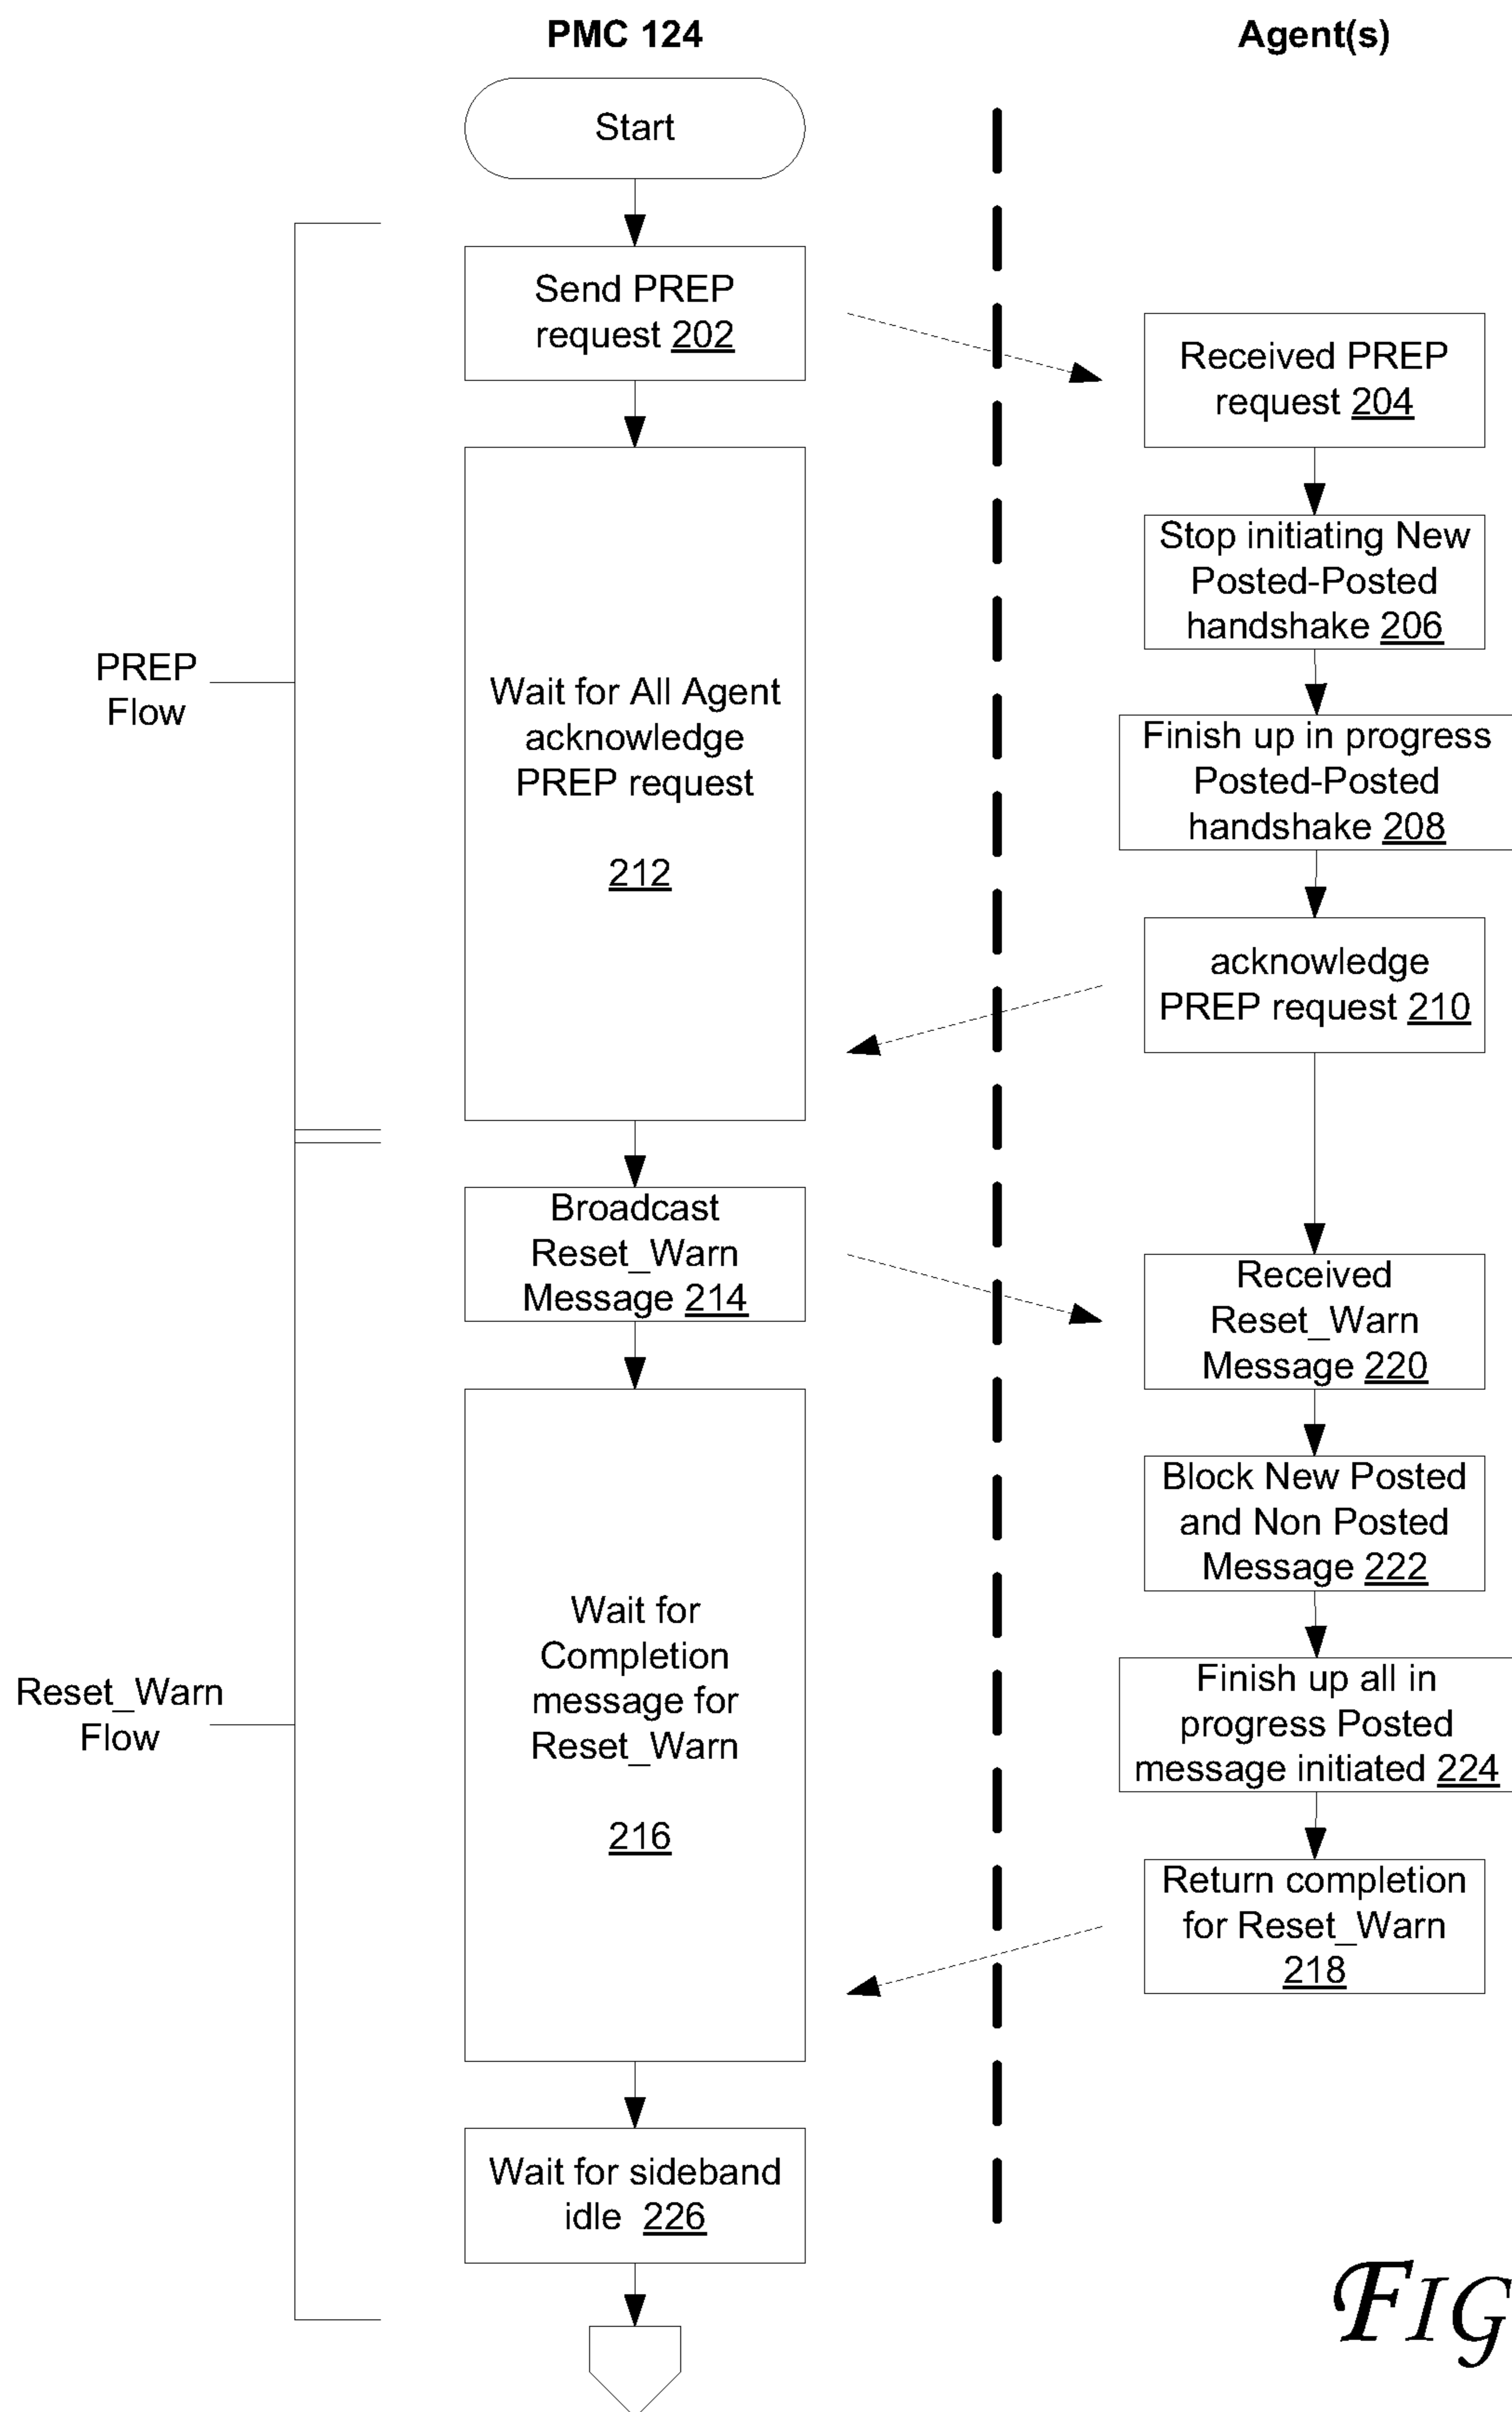 PMC 124
Agent(s)
Start
Send PREP
request 202
Received PREP
request 204
Stop initiating New
Posted-Posted
handshake 206
PREP
Flow
Wait for All Agent
acknowledge
PREP request
212
Finish up in progress
Posted-Posted
handshake 208
acknowledge
PREP request 210
Broadcast
Reset_Warn
Message 214
Received
Reset_Warn
Message 220
Block New Posted
and Non Posted
Message 222
Reset_Warn
Flow
Wait for
Completion
message for
Reset_Warn
216
Finish up all in
progress Posted
message initiated 224
Return completion
for Reset_Warn
218
Wait for sideband
idle 226
FIG